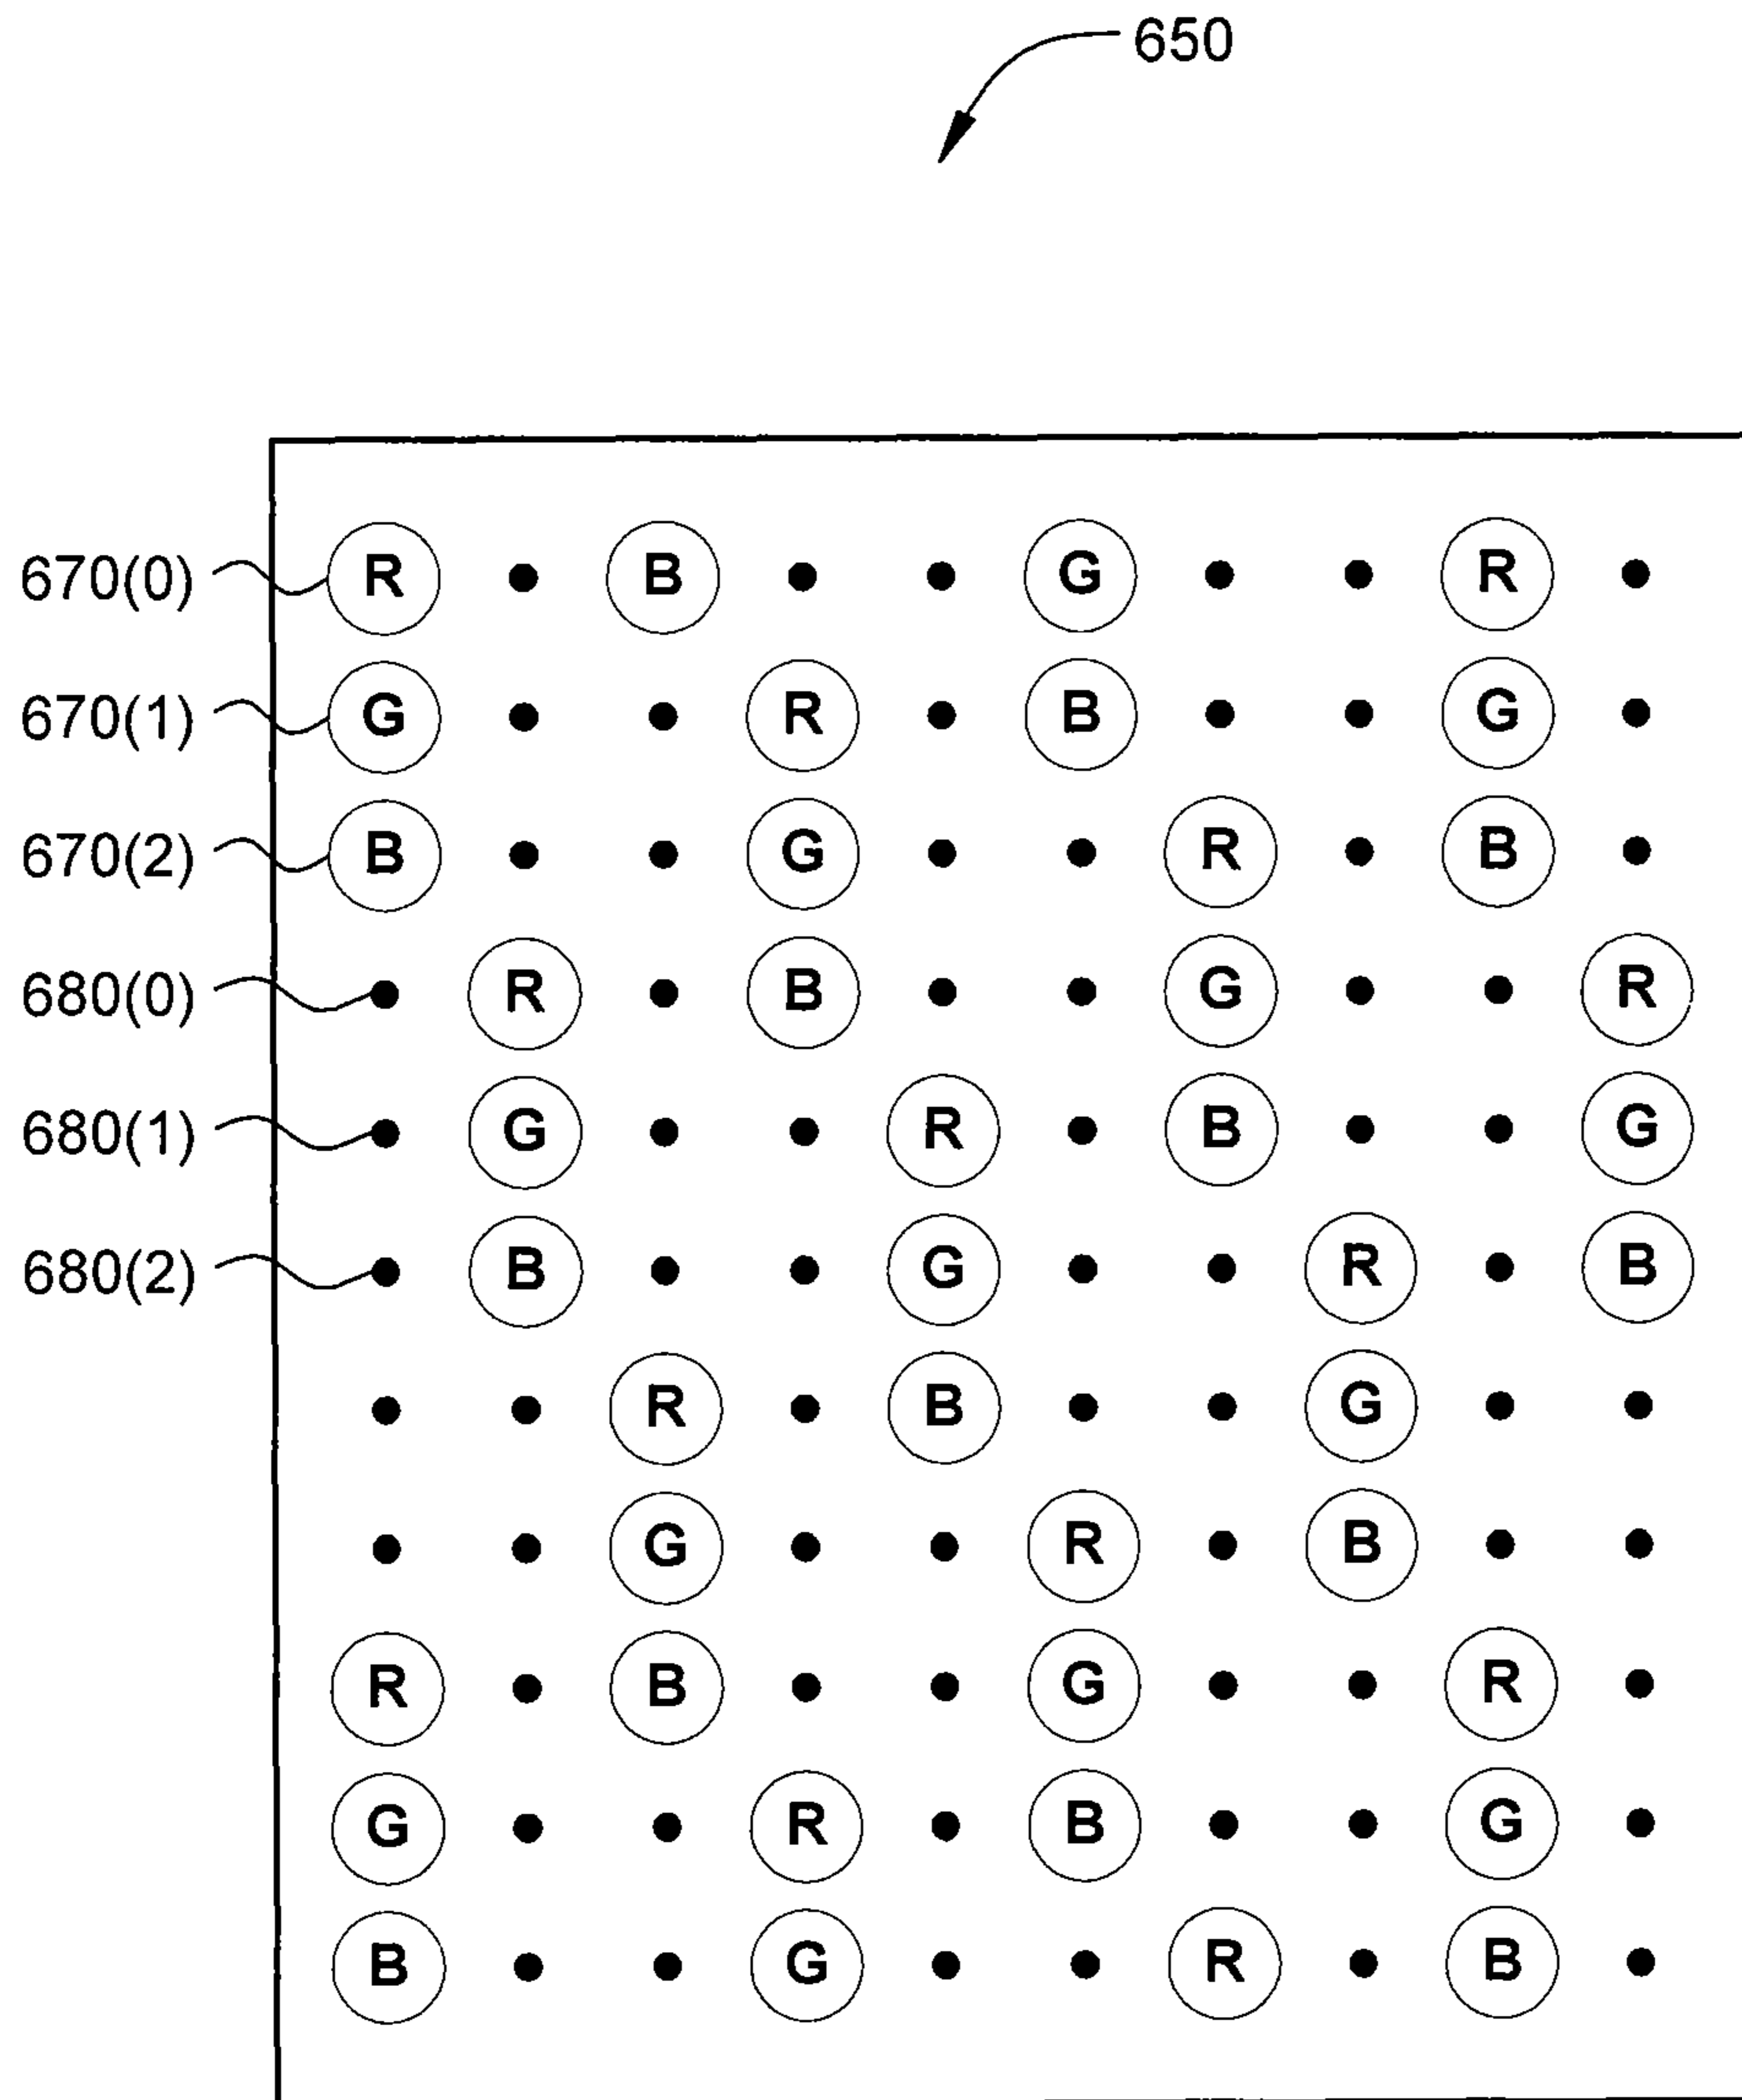 650
670(0) R B G R
670(1) G R B G
670(2) B G R B
680(0) R B G R
680(1) G R B G
680(2) B G R B
R B G
G R B
R B G R
G R B G
B G R B